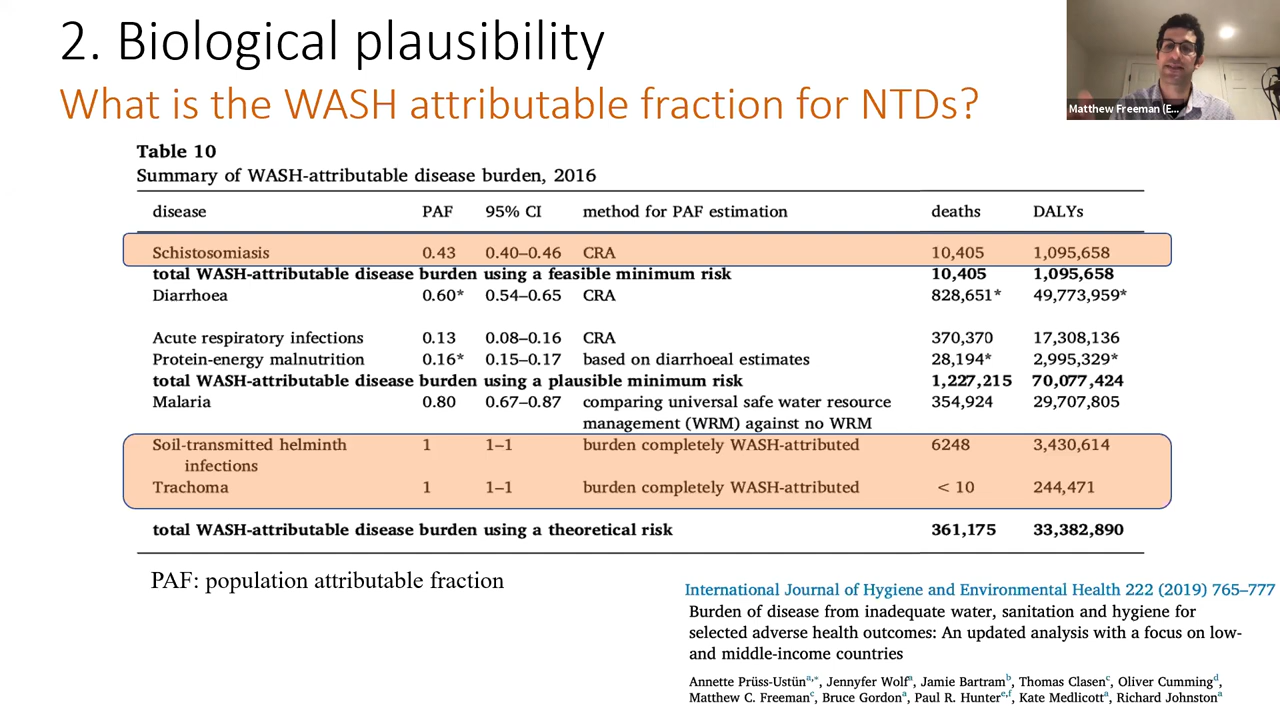 2. Biological plausibility
What is the WASH attributable fraction for NTDs?
Matthew Freeman (E...
Table 10
Summary of WASH-attributable disease burden, 2016
disease PAF 95% CI method for PAF estimation deaths DALYs
Schistosomiasis 0.43 0.40–0.46 CRA 10,405 1,095,658
total WASH-attributable disease burden using a feasible minimum risk 10,405 1,095,658
Diarrhoea 0.60* 0.54–0.65 CRA 828,651* 49,773,959*
Acute respiratory infections 0.13 0.08–0.16 CRA 370,370 17,308,136
Protein-energy malnutrition 0.16* 0.15–0.17 based on diarrhoeal estimates 28,194* 2,995,329*
total WASH-attributable disease burden using a plausible minimum risk 1,227,215 70,077,424
Malaria 0.80 0.67–0.87 comparing universal safe water resource 354,924 29,707,805
management (WRM) against no WRM
Soil-transmitted helminth 1 1–1 burden completely WASH-attributed 6248 3,430,614
infections
Trachoma 1 1–1 burden completely WASH-attributed < 10 244,471
total WASH-attributable disease burden using a theoretical risk 361,175 33,382,890
PAF: population attributable fraction
International Journal of Hygiene and Environmental Health 222 (2019) 765–777
Burden of disease from inadequate water, sanitation and hygiene for
selected adverse health outcomes: An updated analysis with a focus on low-
and middle-income countries
Annette Prüss-Ustün a,*, Jennyfer Wolf a, Jamie Bartram b, Thomas Clasen c, Oliver Cumming d,
Matthew C. Freeman c, Bruce Gordon a, Paul R. Hunter e,f, Kate Medlicott a, Richard Johnston a